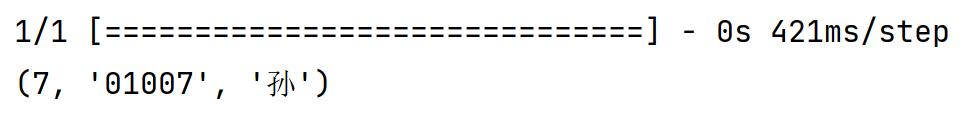 1/1 [==============================] - 0s 421ms/step
(7, '01007', '孙')